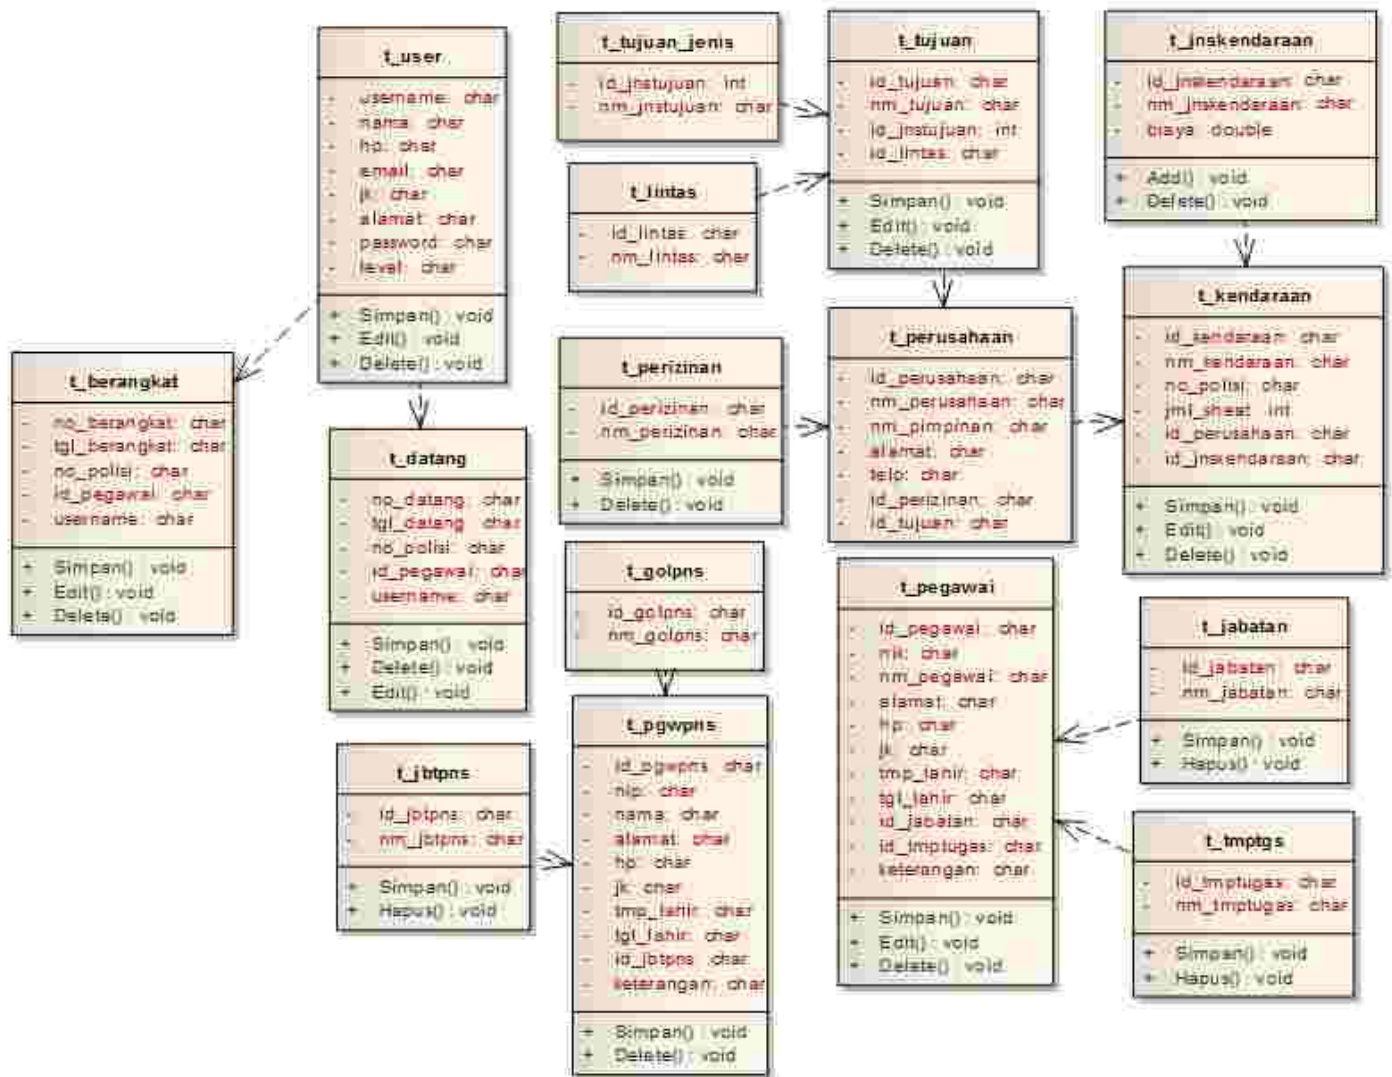 t_user
- username: char
- nama: char
- hp: char
- email: char
- jk: char
- alamat: char
- password: char
- level: char
+ Simpan() : void
+ Edit() : void
+ Delete() : void
t_tujuan_jenis
- id_jnstujuan: int
- nm_jnstujuan: char
t_tujuan
- id_tujuan: char
- nm_tujuan: char
- id_jnstujuan: int
- id_lintas: char
+ Simpan() : void
+ Edit() : void
+ Delete() : void
t_jnskendaraan
- id_jnskendaraan: char
- nm_jnskendaraan: char
- biaya: double
+ Add() : void
+ Delete() : void
t_lintas
- id_lintas: char
- nm_lintas: char
t_berangkat
- no_berangkat: char
- tgl_berangkat: char
- no_polisi: char
- id_pegawai: char
- username: char
+ Simpan() : void
+ Edit() : void
+ Delete() : void
t_datang
- no_datang: char
- tgl_datang: char
- no_polisi: char
- id_pegawai: char
- username: char
+ Simpan() : void
+ Delete() : void
+ Edit() : void
t_perizinan
- id_perizinan: char
- nm_perizinan: char
+ Simpan() : void
+ Delete() : void
t_perusahaan
- id_perusahaan: char
- nm_perusahaan: char
- nm_pimpinan: char
- alamat: char
- telp: char
- id_perizinan: char
- id_tujuan: char
t_kendaraan
- id_kendaraan: char
- nm_kendaraan: char
- no_polisi: char
- jml_sheat: int
- id_perusahaan: char
- id_jnskendaraan: char
+ Simpan() : void
+ Edit() : void
+ Delete() : void
t_golpns
- id_golpns: char
- nm_golpns: char
t_pegawai
- id_pegawai: char
- nik: char
- nm_pegawai: char
- alamat: char
- hp: char
- jk: char
- tmp_lahir: char
- tgl_lahir: char
- id_jabatan: char
- id_tmptugas: char
- keterangan: char
+ Simpan() : void
+ Edit() : void
+ Delete() : void
t_jabatan
- id_jabatan: char
- nm_jabatan: char
+ Simpan() : void
+ Hapus() : void
t_jbtpns
- id_jbtpns: char
- nm_jbtpns: char
+ Simpan() : void
+ Hapus() : void
t_pgwpns
- id_pgwpns: char
- nip: char
- nama: char
- alamat: char
- hp: char
- jk: char
- tmp_lahir: char
- tgl_lahir: char
- id_jbtpns: char
- keterangan: char
+ Simpan() : void
+ Delete() : void
t_tmptgs
- id_tmptugas: char
- nm_tmptugas: char
+ Simpan() : void
+ Hapus() : void